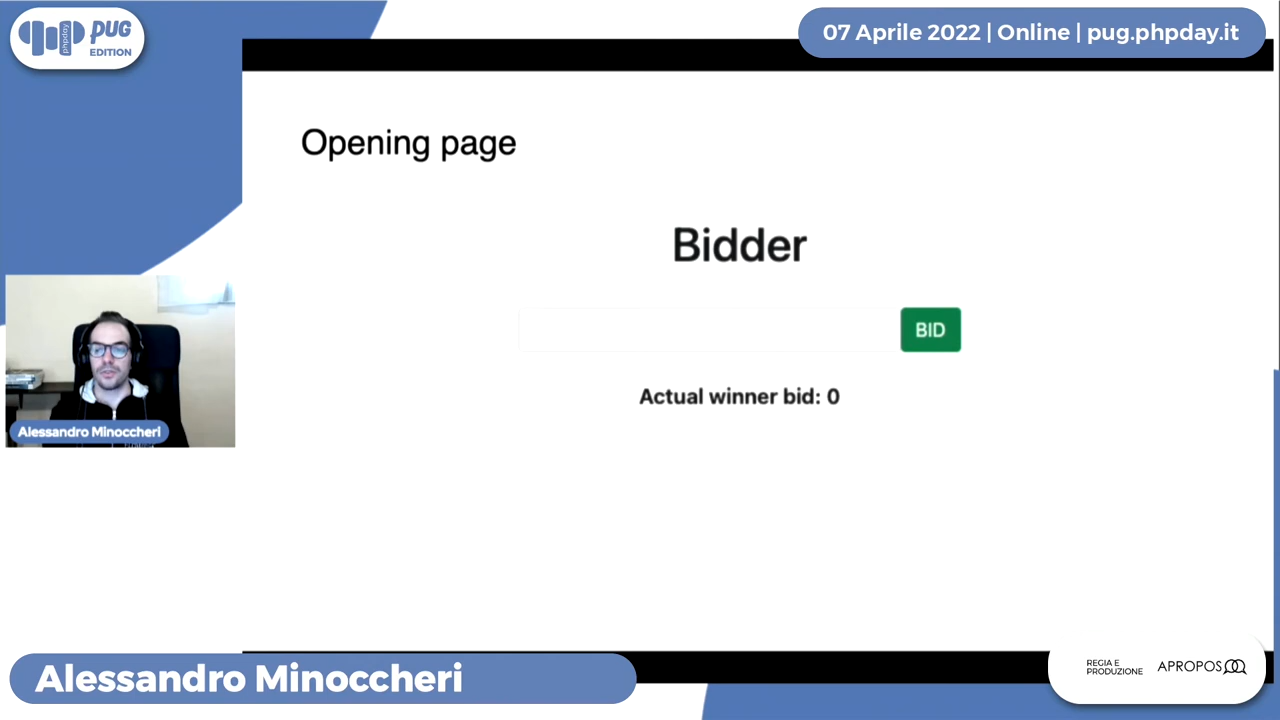 phpday
PUG
EDITION
07 Aprile 2022 | Online | pug.phpday.it
Opening page
Bidder
BID
Actual winner bid: 0
Alessandro Minoccheri
Alessandro Minoccheri
REGIA E
PRODUZIONE
APROPOS